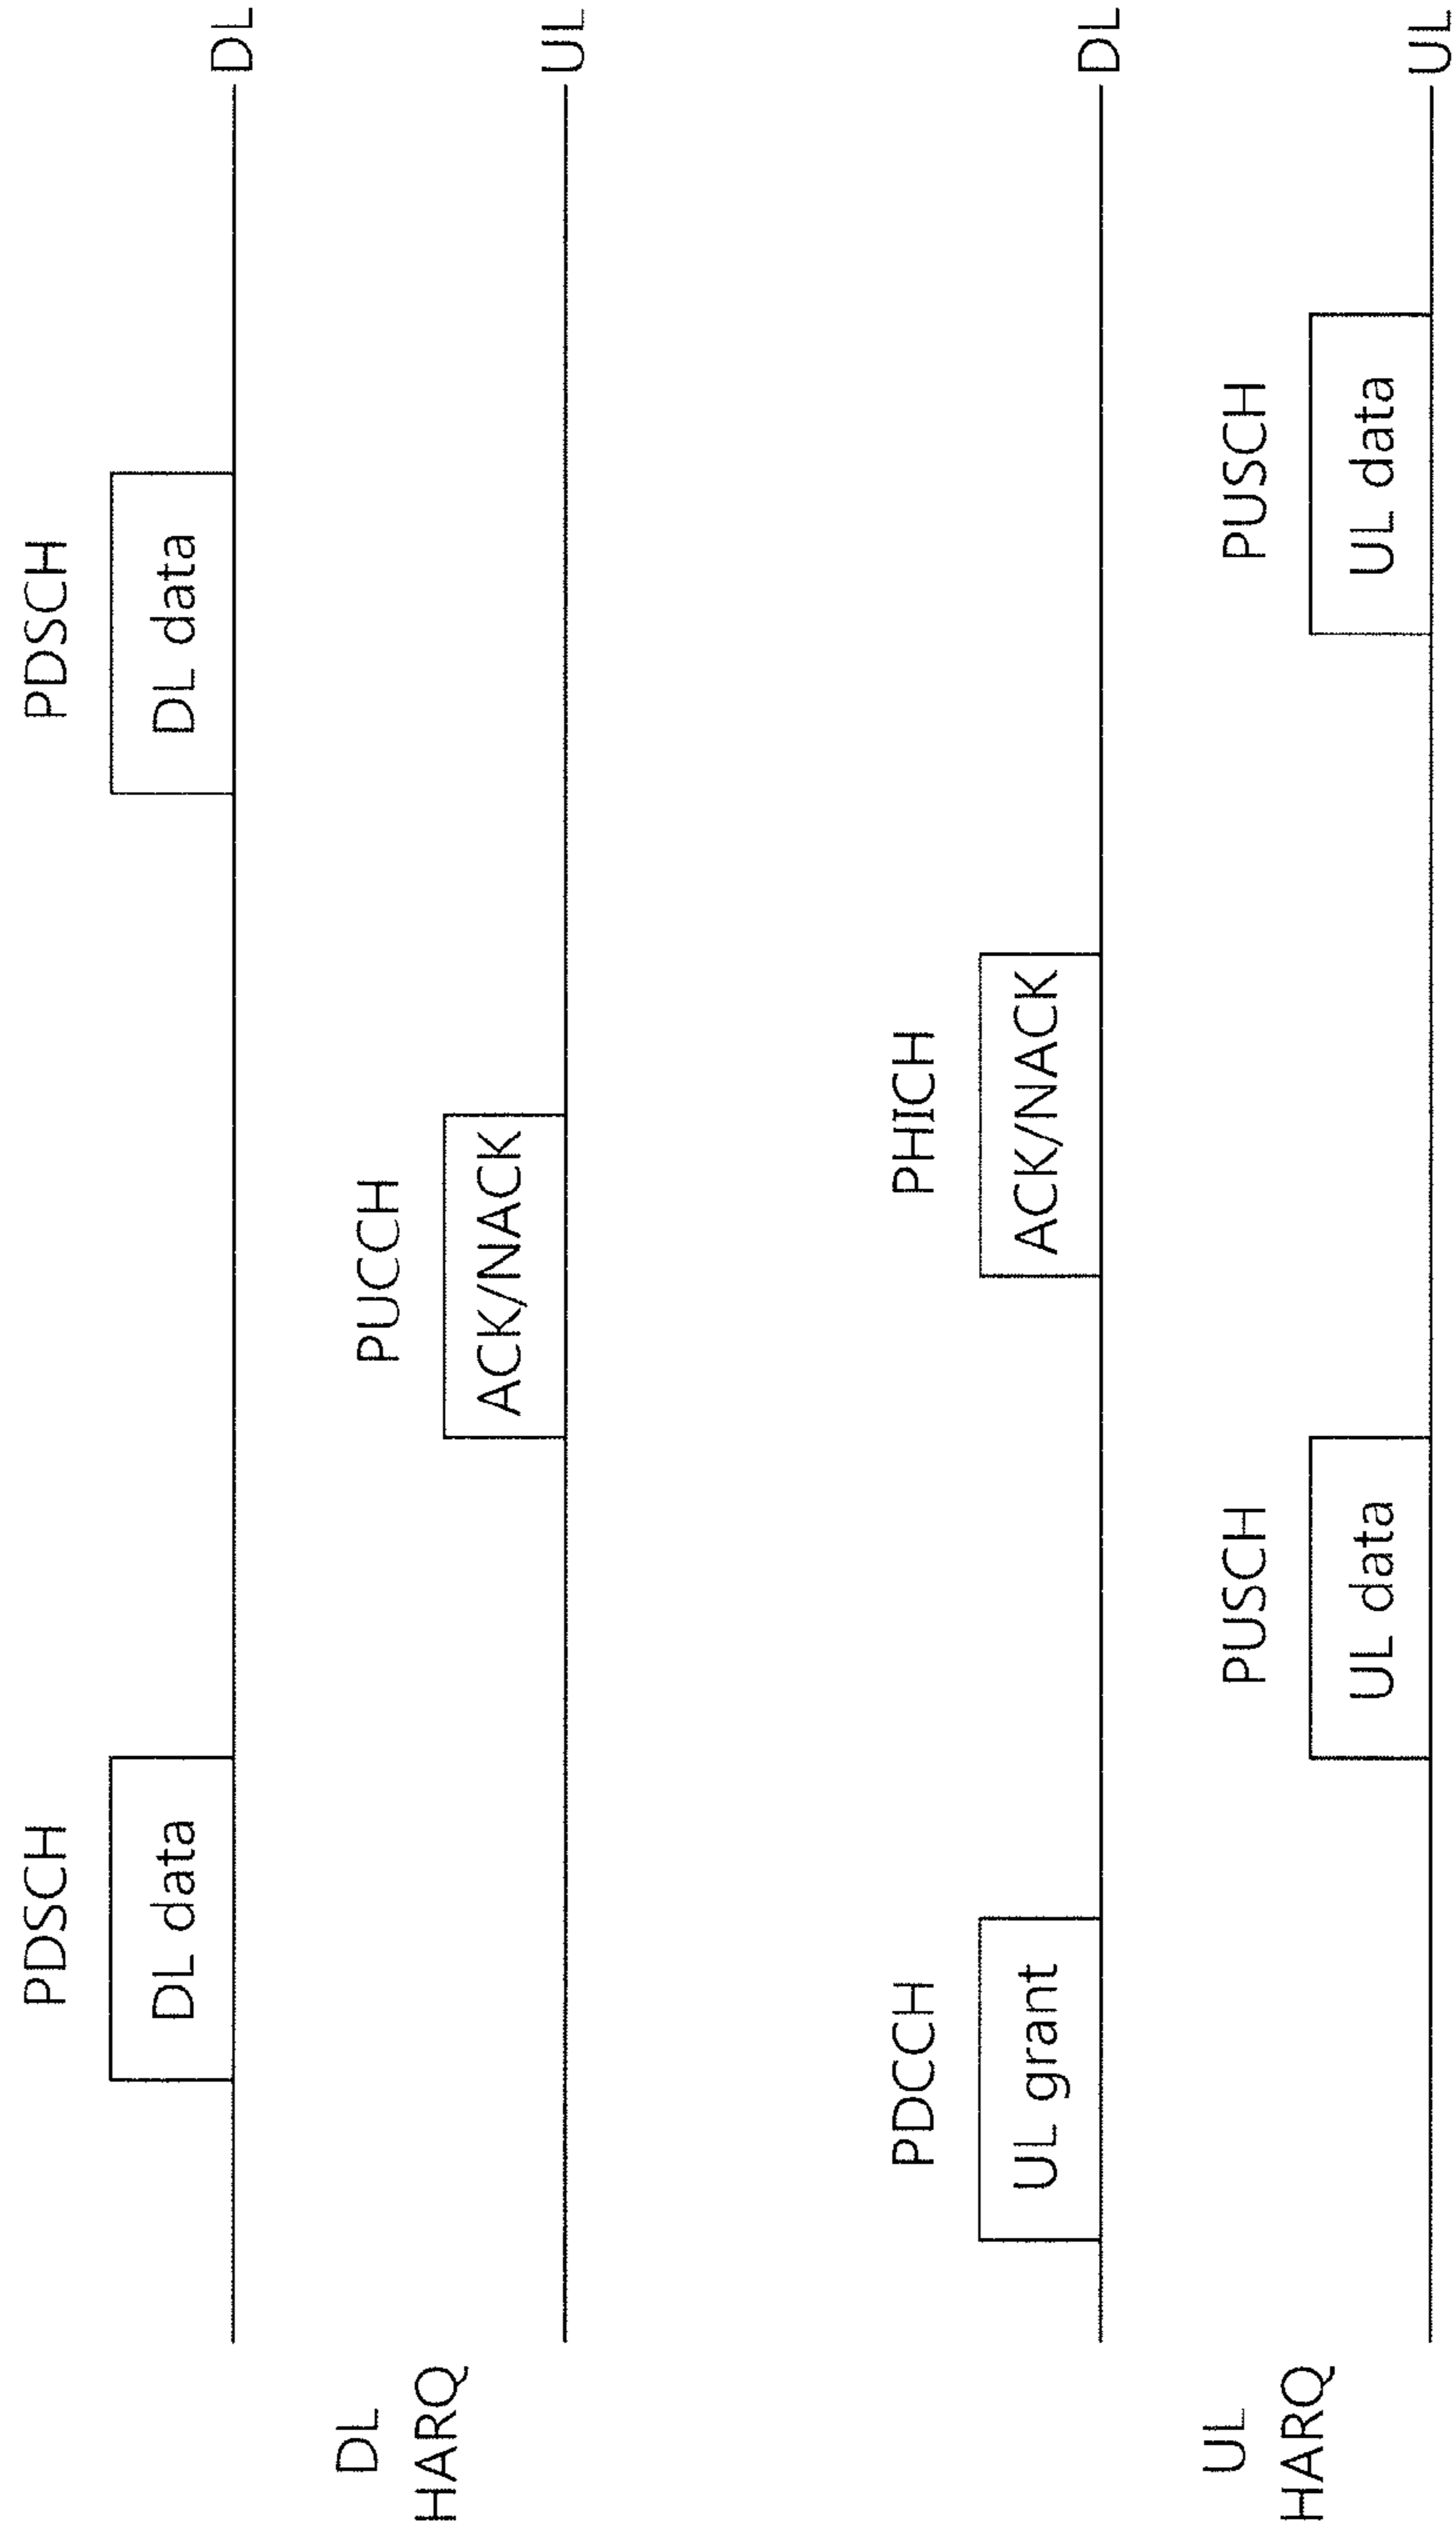 PDSCH
PDSCH
DL data
DL data
DL
DL
HARQ
PUCCH
ACK/NACK
UL
PDCCH
PHICH
UL grant
ACK/NACK
DL
UL
HARQ
PUSCH
PUSCH
UL data
UL data
UL